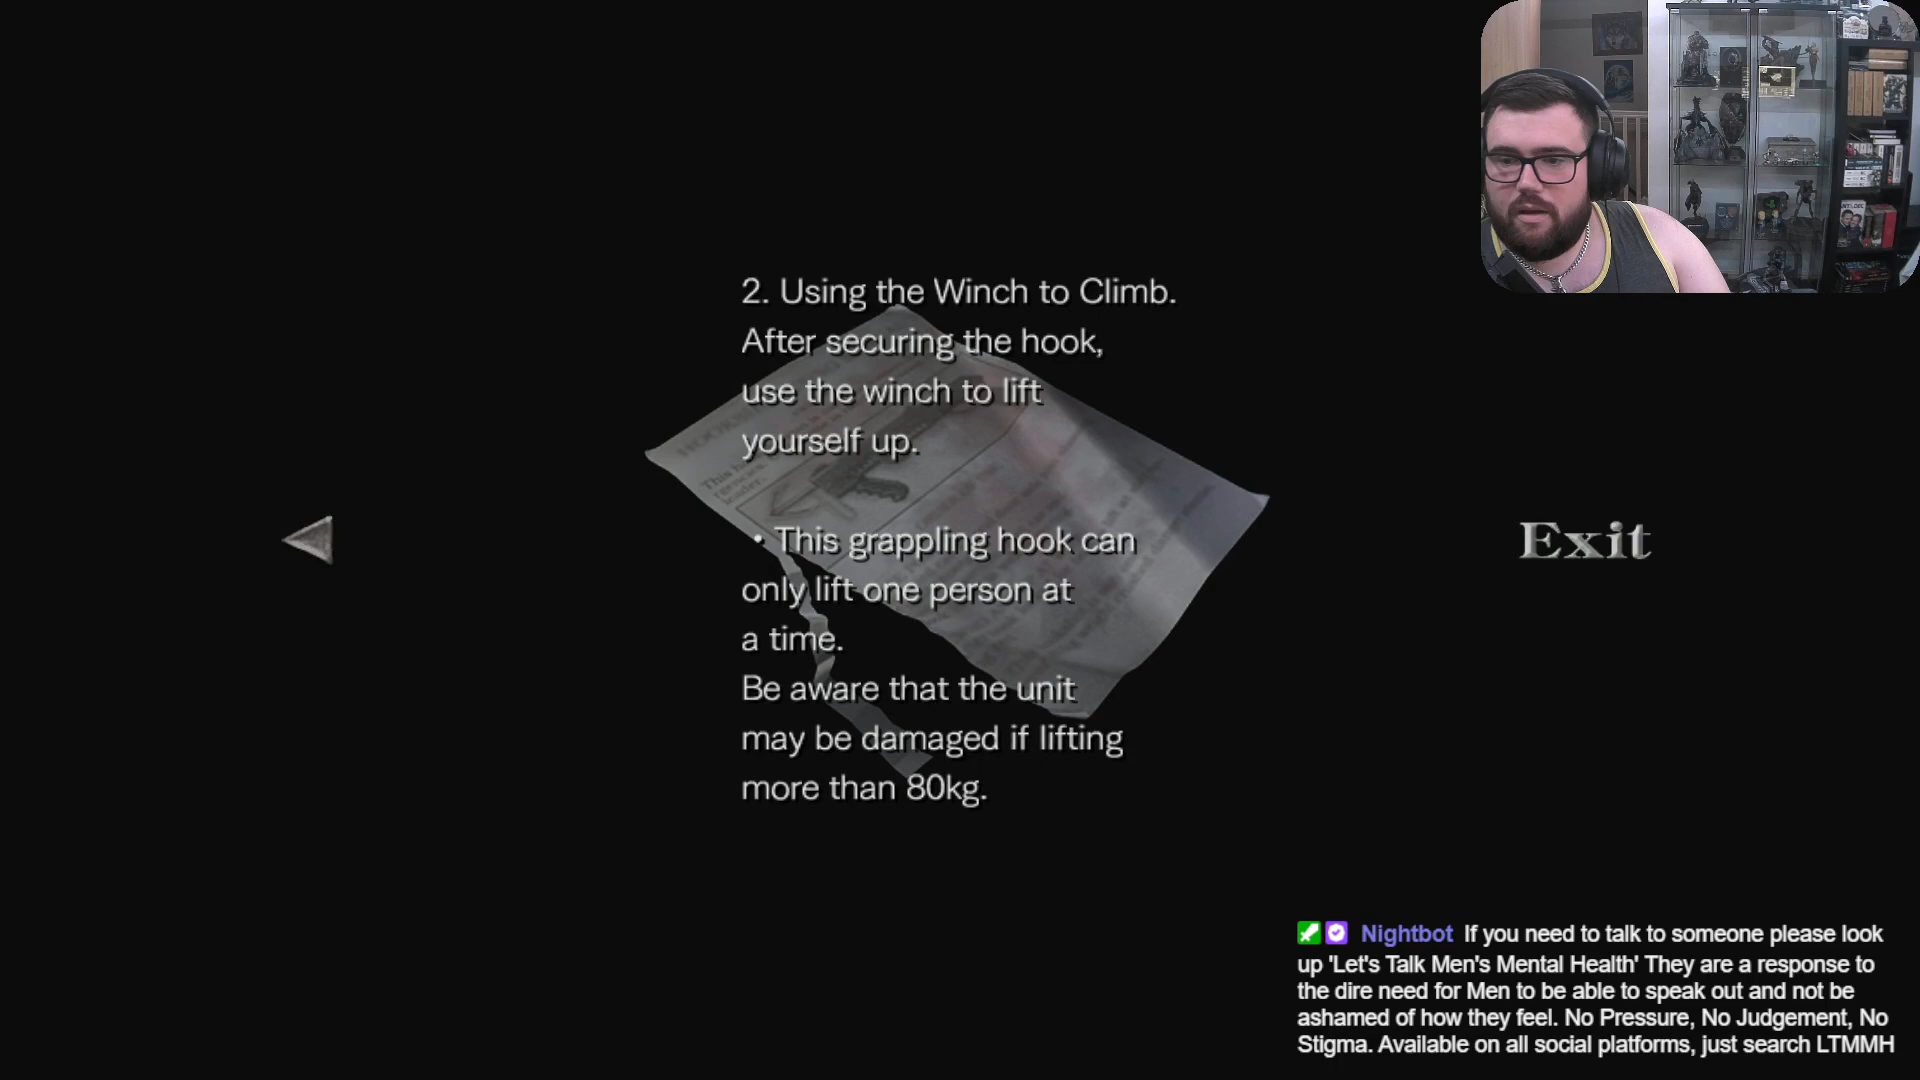 2. Using the Winch to Climb.
After securing the hook,
use the winch to lift
yourself up.
• This grappling hook can
only lift one person at
a time.
Be aware that the unit
may be damaged if lifting
more than 80kg.
Exit
Nightbot If you need to talk to someone please look
up 'Let's Talk Men's Mental Health' They are a response to
the dire need for Men to be able to speak out and not be
ashamed of how they feel. No Pressure, No Judgement, No
Stigma. Available on all social platforms, just search LTMMH